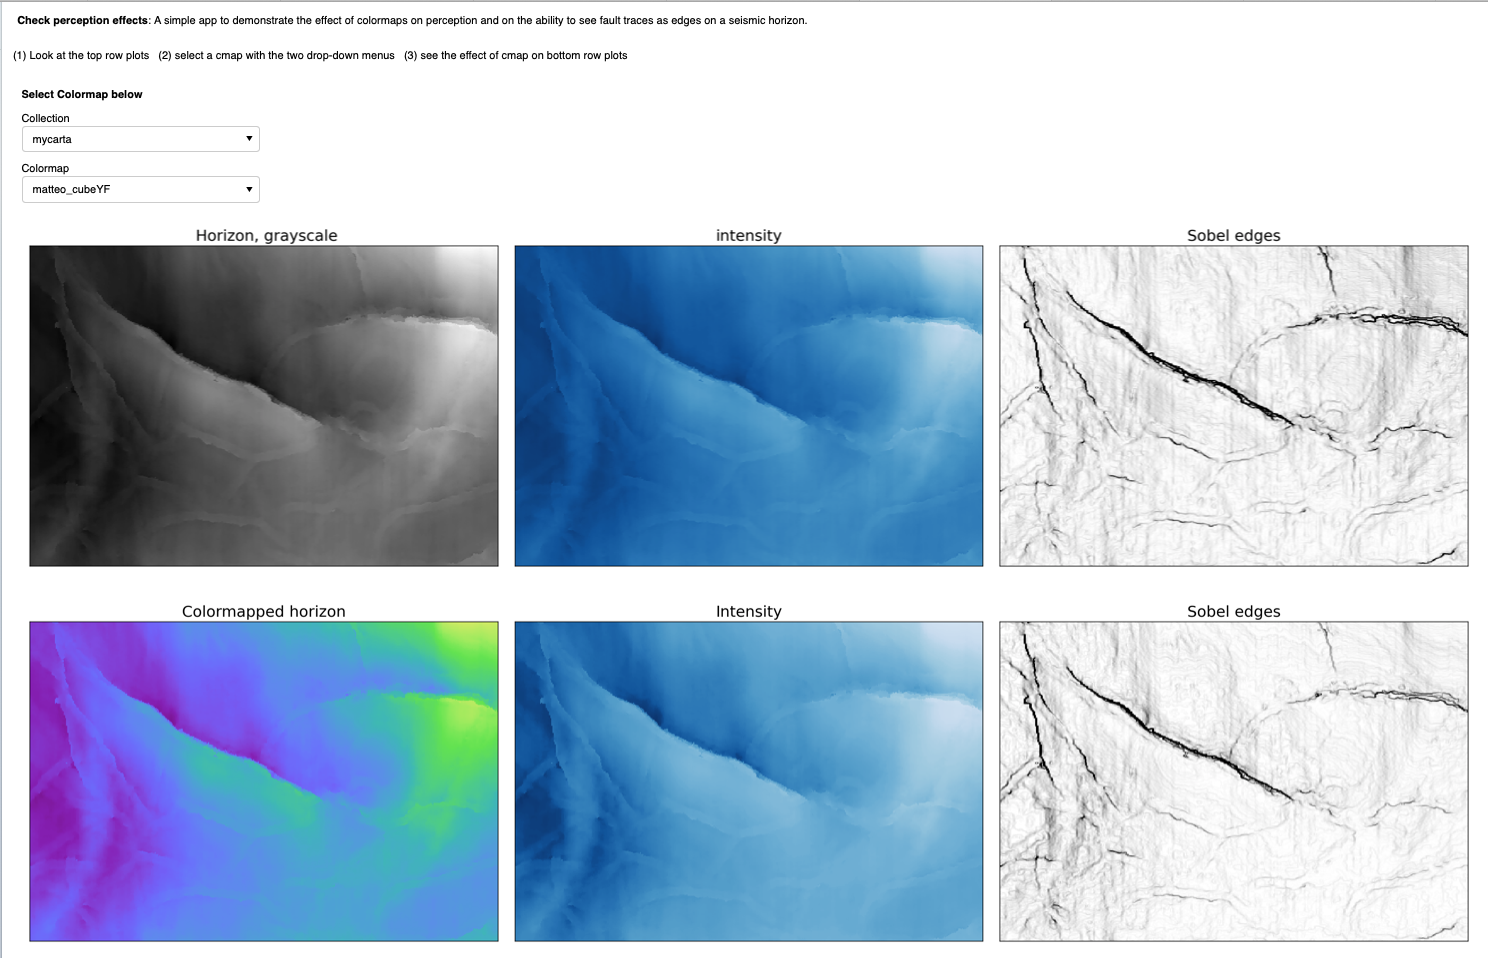 Check perception effects: A simple app to demonstrate the effect of colormaps on perception and on the ability to see fault traces as edges on a seismic horizon.
(1) Look at the top row plots (2) select a cmap with the two drop-down menus (3) see the effect of cmap on bottom row plots
Select Colormap below
Collection
mycarta
Colormap
matteo_cubeYF
Horizon, grayscale
intensity
Sobel edges
Colormapped horizon
Intensity
Sobel edges